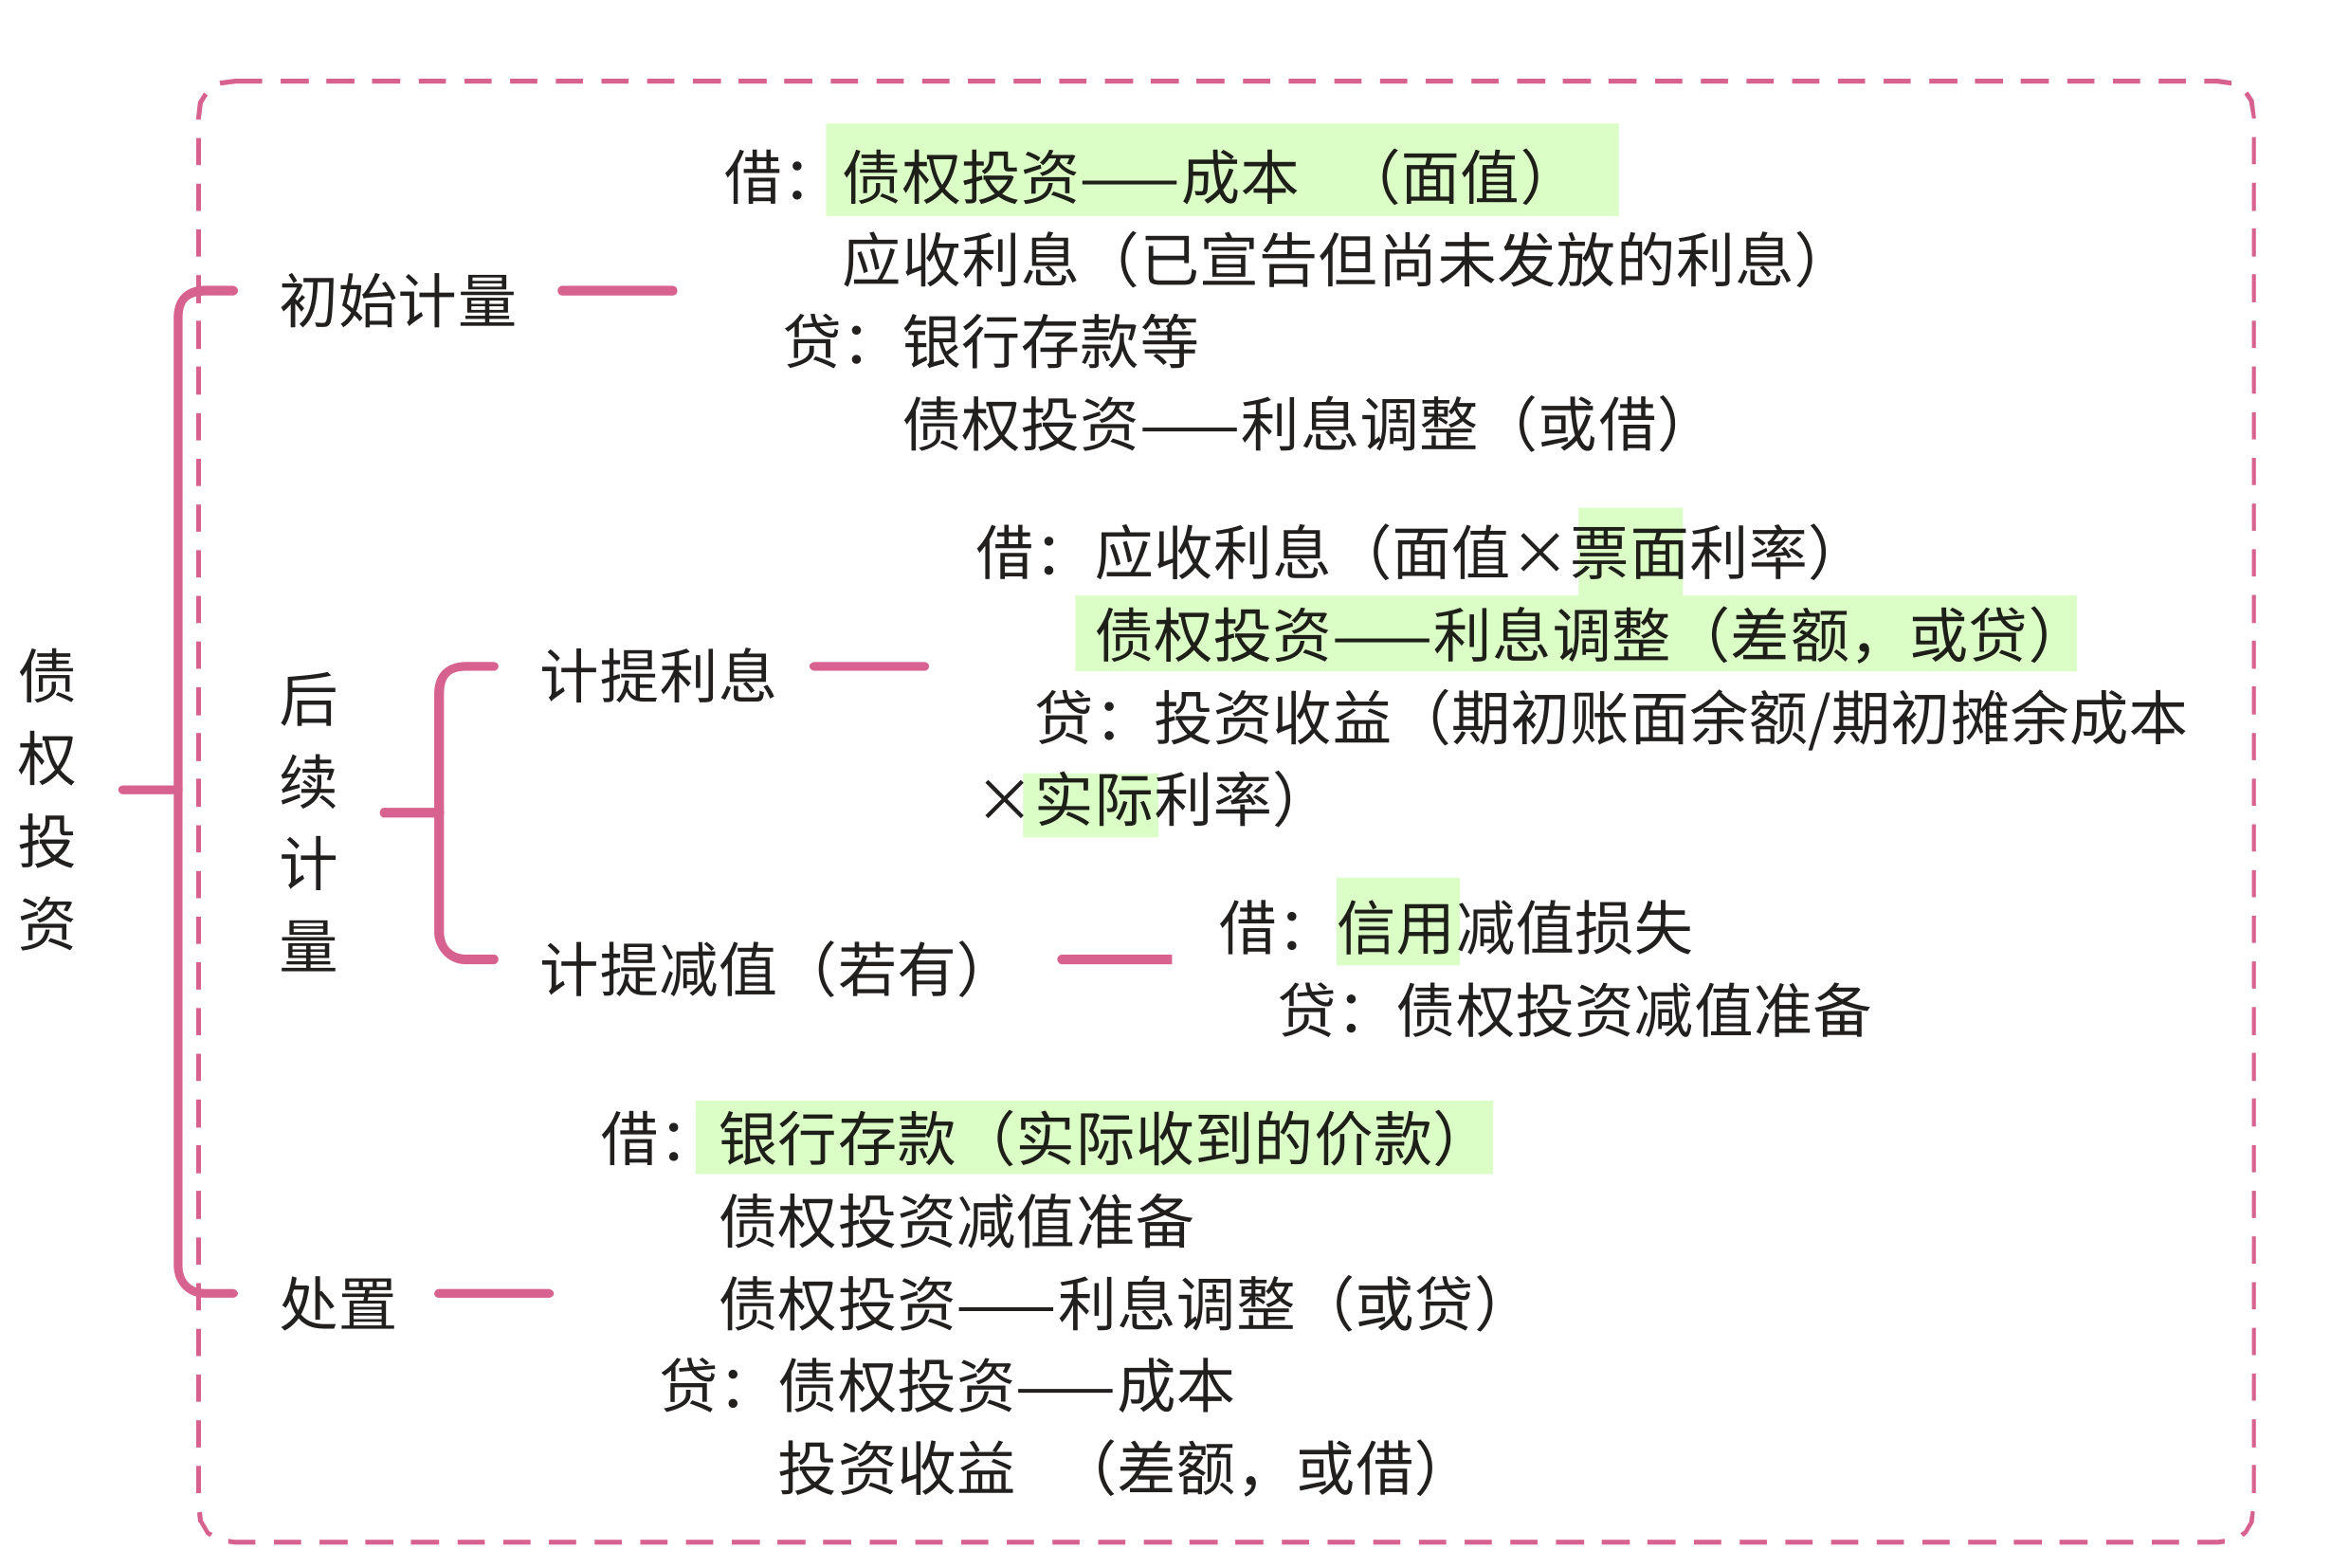 债权投资
初始计量
借：债权投资——成本 （面值）
应收利息（已宣告但尚未发放的利息）
贷：银行存款等
债权投资——利息调整（或借）
后续计量
计提利息
借：应收利息（面值×票面利率）
债权投资——利息调整（差额，或贷）
贷：投资收益（期初账面余额/期初摊余成本
×实际利率）
计提减值（若有）
借：信用减值损失
贷：债权投资减值准备
处置
借：银行存款（实际收到的价款）
债权投资减值准备
债权投资——利息调整（或贷）
贷：债权投资——成本
投资收益 （差额，或借）